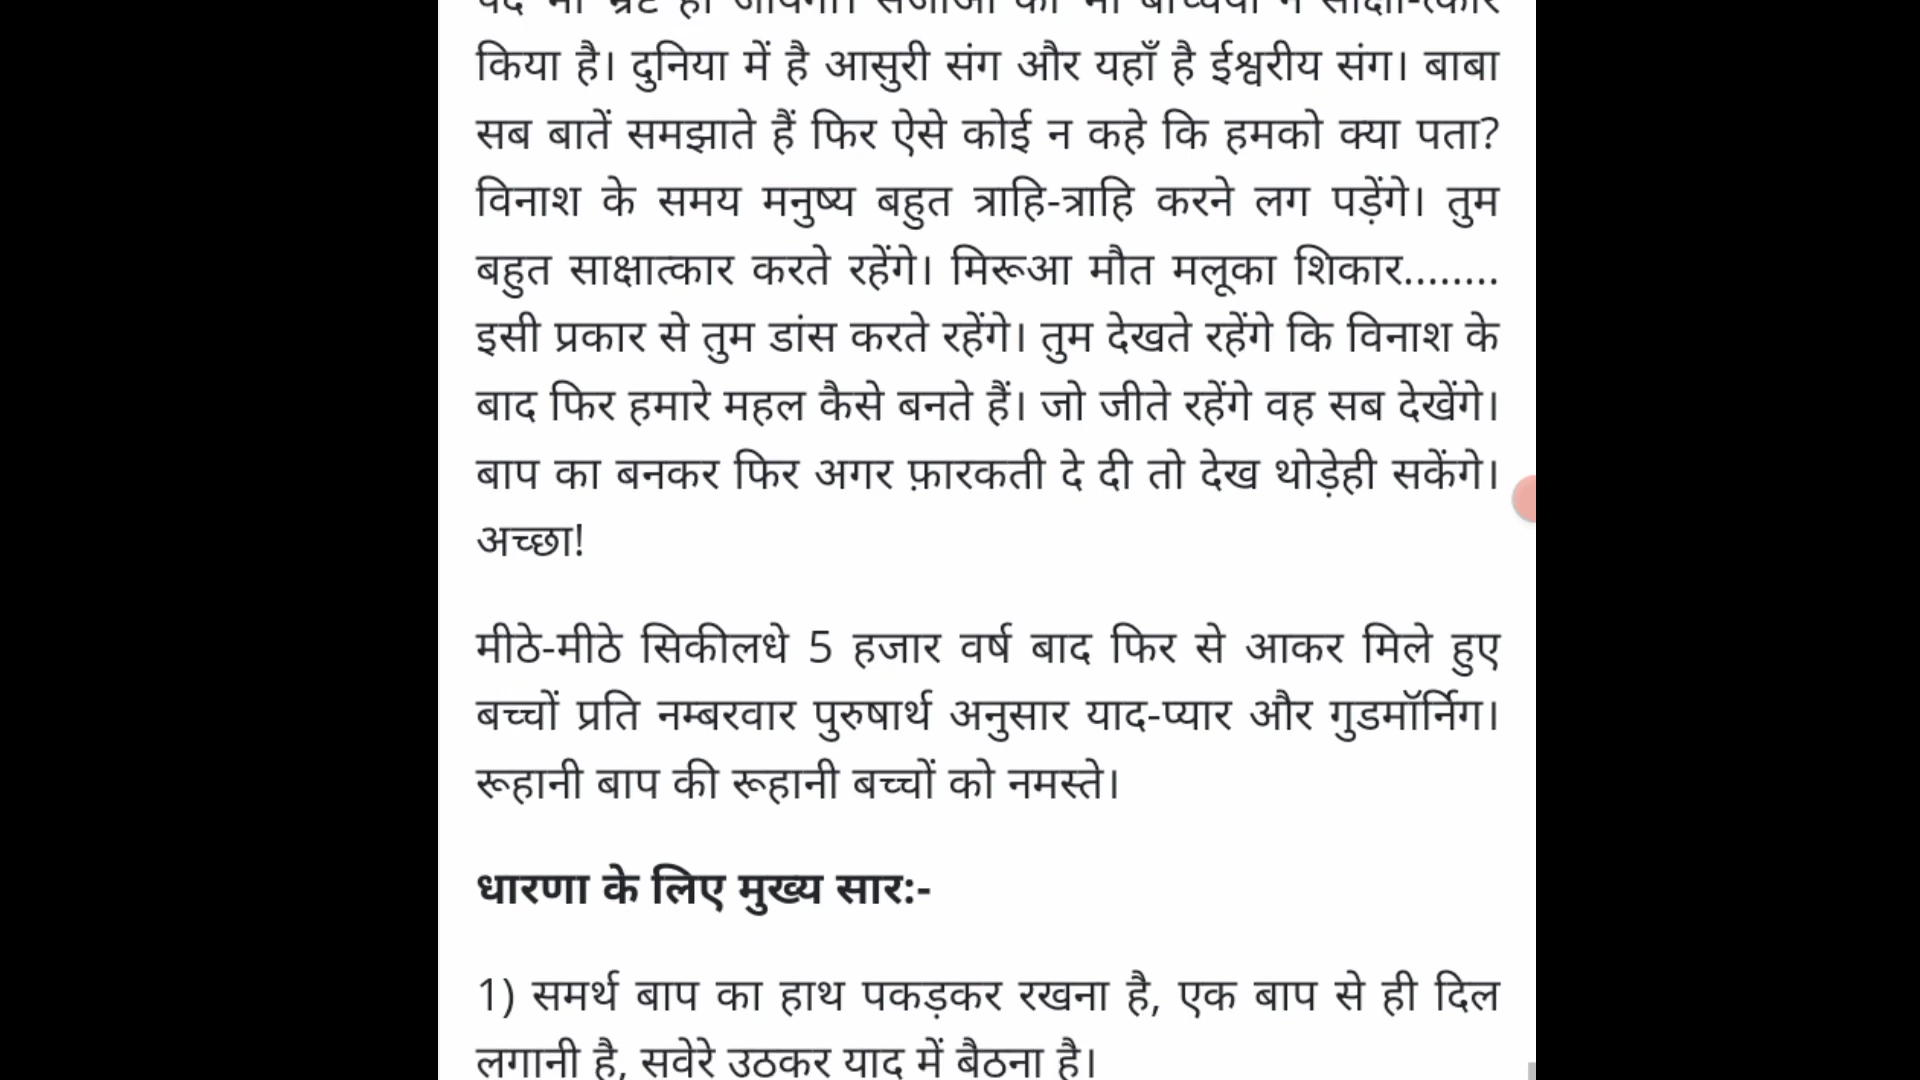 किया है। दुनिया में है आसुरी संग और यहाँ है ईश्वरीय संग। बाबा
सब बातें समझाते हैं फिर ऐसे कोई न कहे कि हमको क्या पता?
विनाश के समय मनुष्य बहुत त्राहि-त्राहि करने लग पड़ेंगे। तुम
बहुत साक्षात्कार करते रहेंगे। मिरूआ मौत मलूका शिकार........
इसी प्रकार से तुम डांस करते रहेंगे। तुम देखते रहेंगे कि विनाश के
बाद फिर हमारे महल कैसे बनते हैं। जो जीते रहेंगे वह सब देखेंगे।
बाप का बनकर फिर अगर फ़ारकती दे दी तो देख थोड़ेही सकेंगे।
अच्छा!
मीठे-मीठे सिकीलधे 5 हजार वर्ष बाद फिर से आकर मिले हुए
बच्चों प्रति नम्बरवार पुरुषार्थ अनुसार याद-प्यार और गुडमॉर्निंग।
रूहानी बाप की रूहानी बच्चों को नमस्ते।
धारणा के लिए मुख्य सार:-
1) समर्थ बाप का हाथ पकड़कर रखना है, एक बाप से ही दिल
लगानी है, सवेरे उठकर याद में बैठना है।